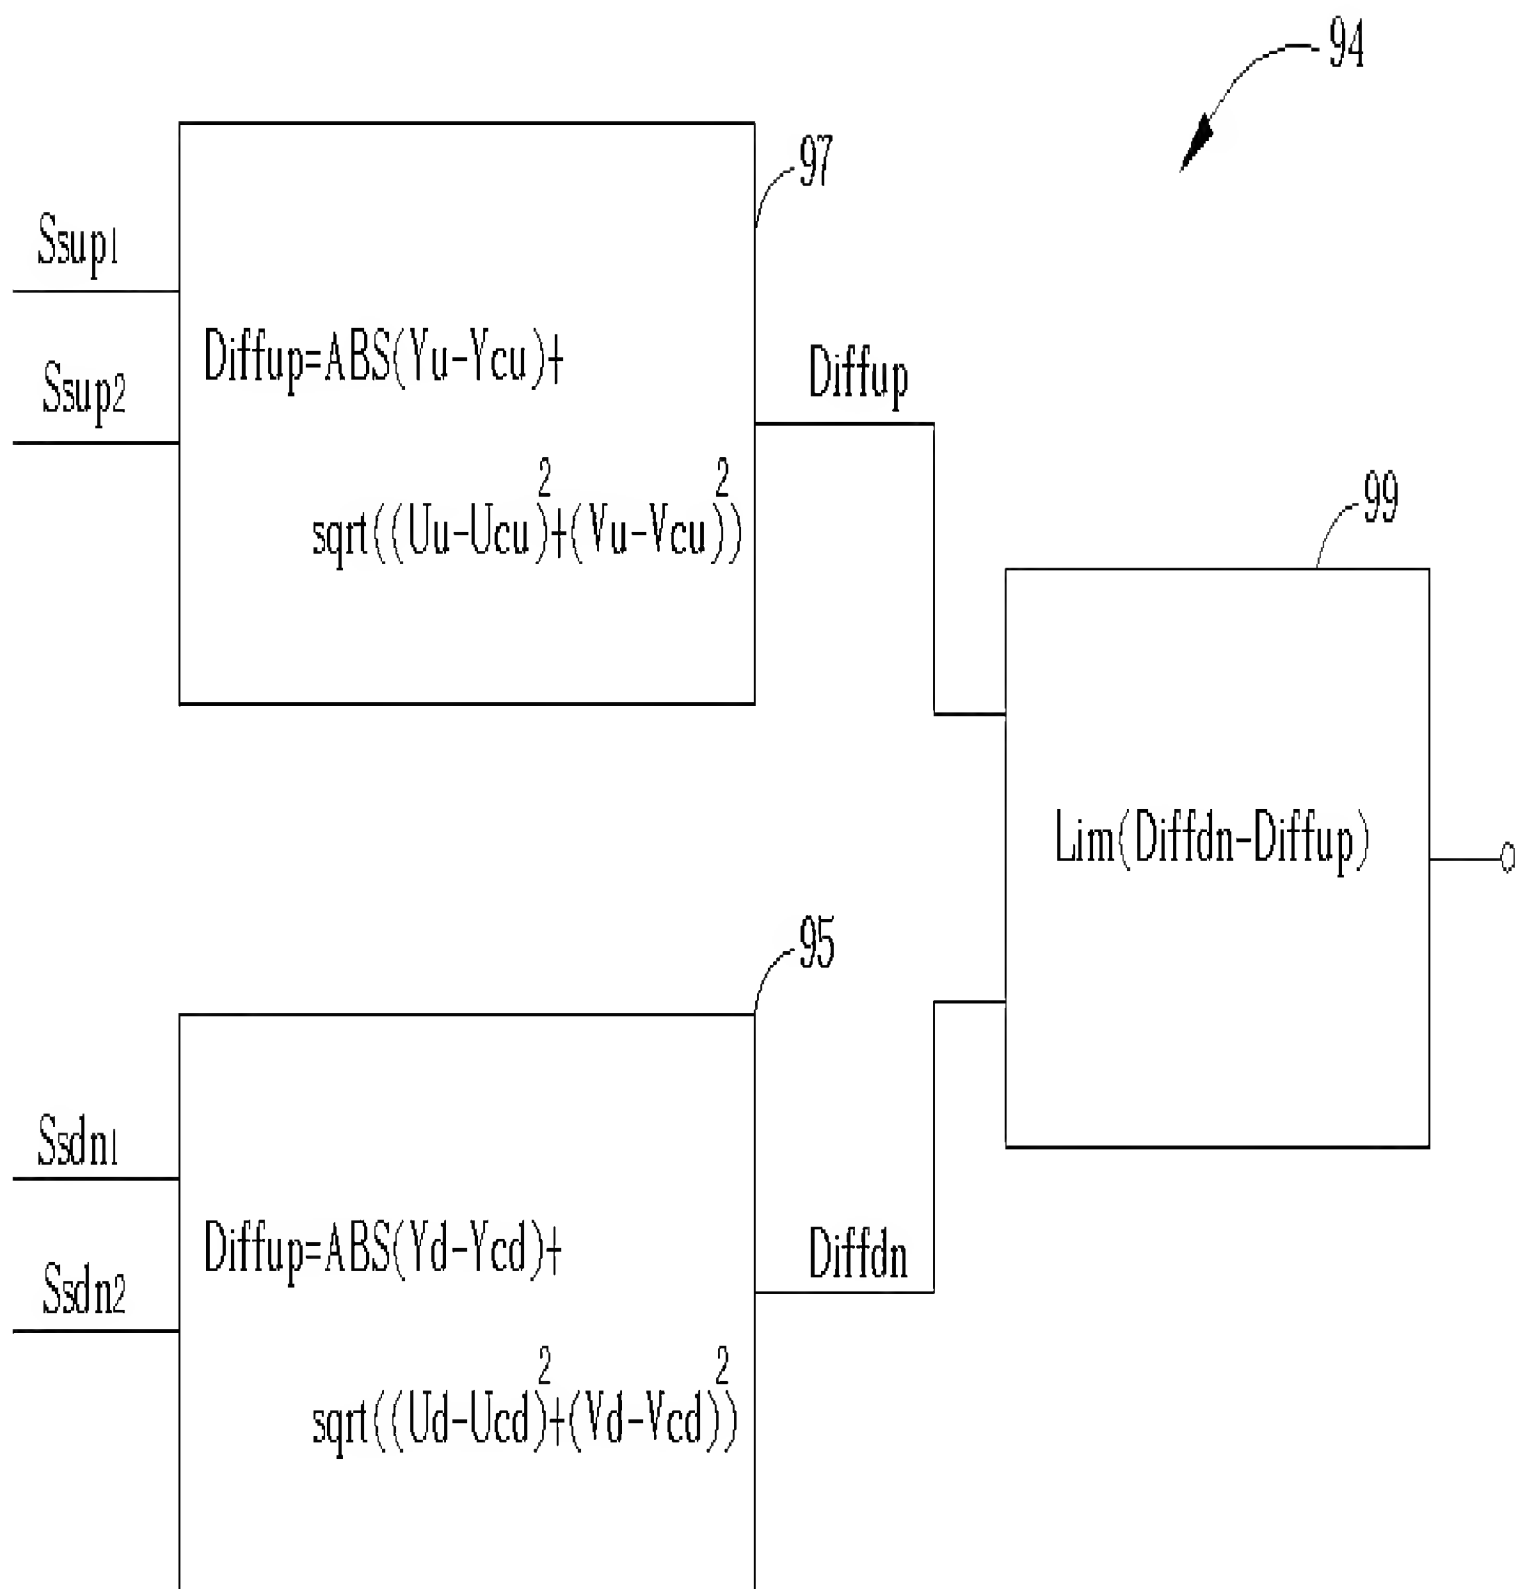 94
97
Ssup1
Ssup2
Diffup=ABS(Yu-Ycu)+
sqrt((Uu-Ucu)²+(Vu-Vcu)²)
Diffup
99
Lim(Diffdn-Diffup)
95
Ssdn1
Ssdn2
Diffup=ABS(Yd-Ycd)+
sqrt((Ud-Ucd)²+(Vd-Vcd)²)
Diffdn